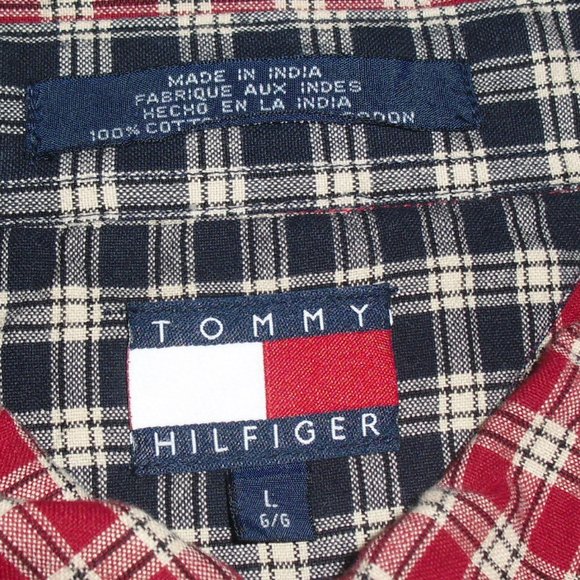 MADE IN INDIA
FABRIQUE AUX INDES
HECHO EN LA INDIA
100%
TOMMY
HILFIGER
L
G/G